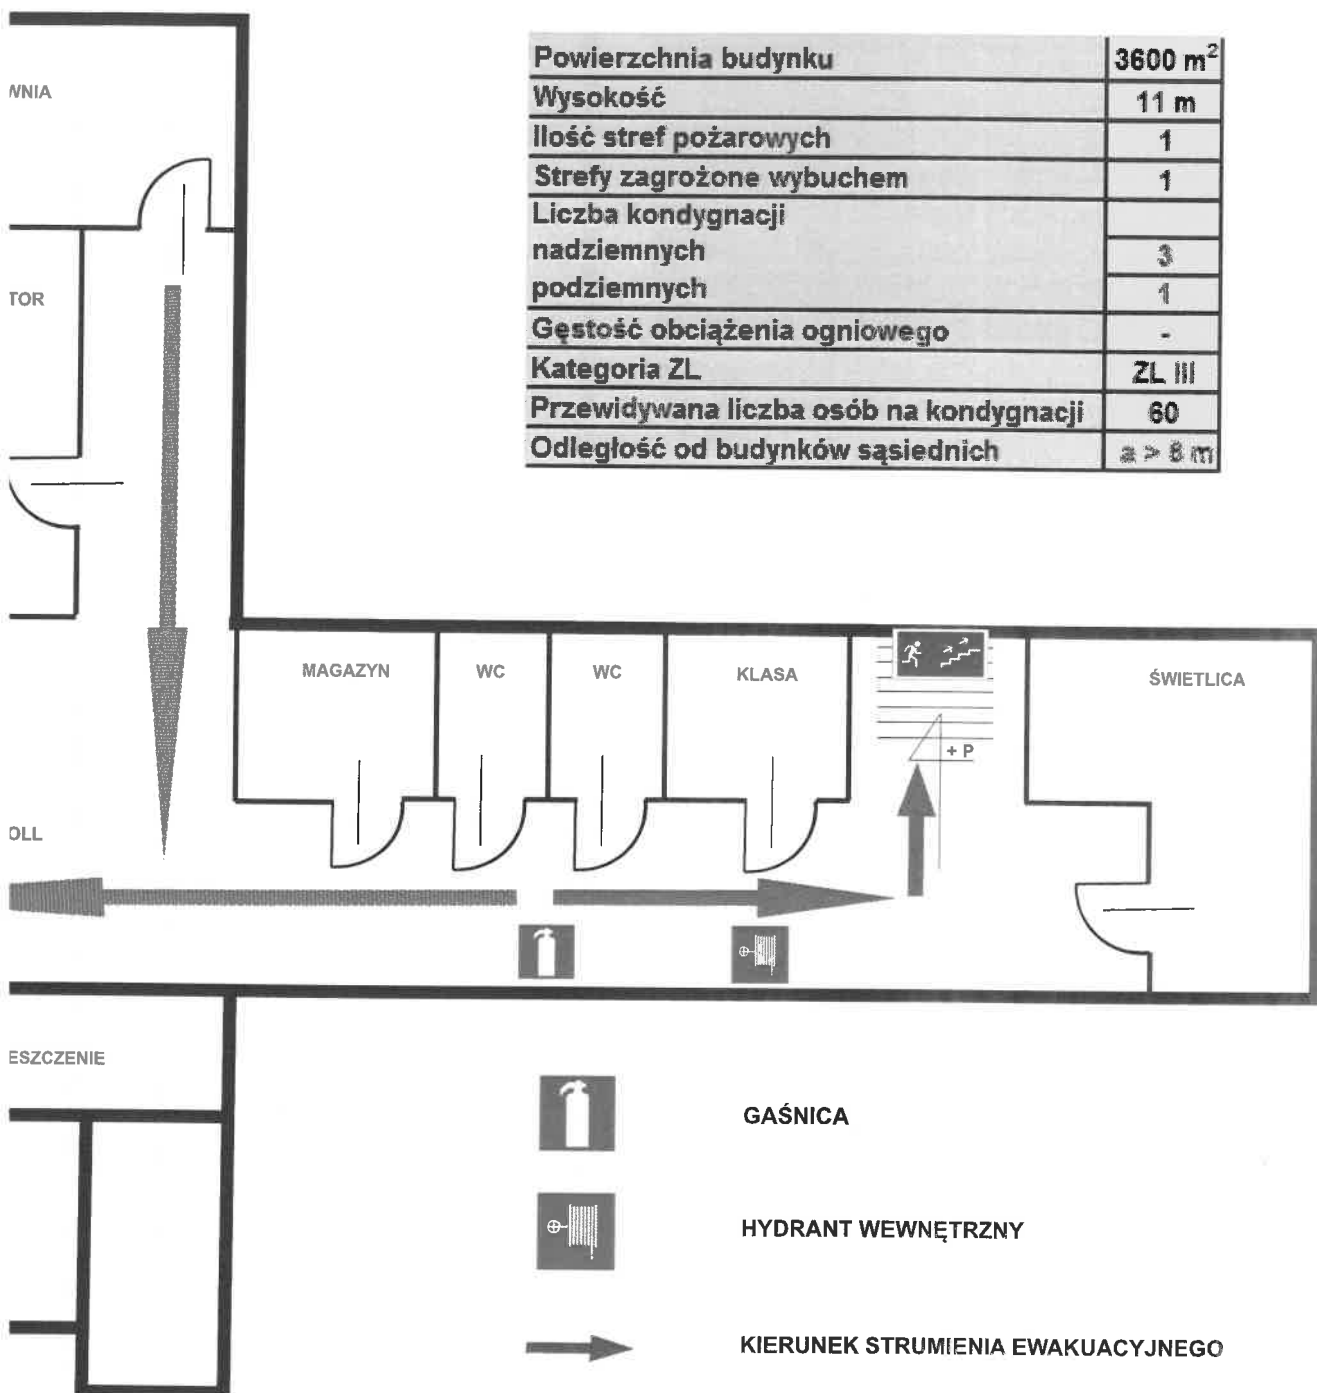 Powierzchnia budynku 3600 m²
Wysokość 11 m
Ilość stref pożarowych 1
Strefy zagrożone wybuchem 1
Liczba kondygnacji
nadziemnych 3
podziemnych 1
Gęstość obciążenia ogniowego -
Kategoria ZL ZL III
Przewidywana liczba osób na kondygnacji 60
Odległość od budynków sąsiednich a > 8 m
WNIA
TOR
MAGAZYN WC WC KLASA ŚWIETLICA
+ P
OLL
ESZCZENIE
GAŚNICA
HYDRANT WEWNĘTRZNY
KIERUNEK STRUMIENIA EWAKUACYJNEGO